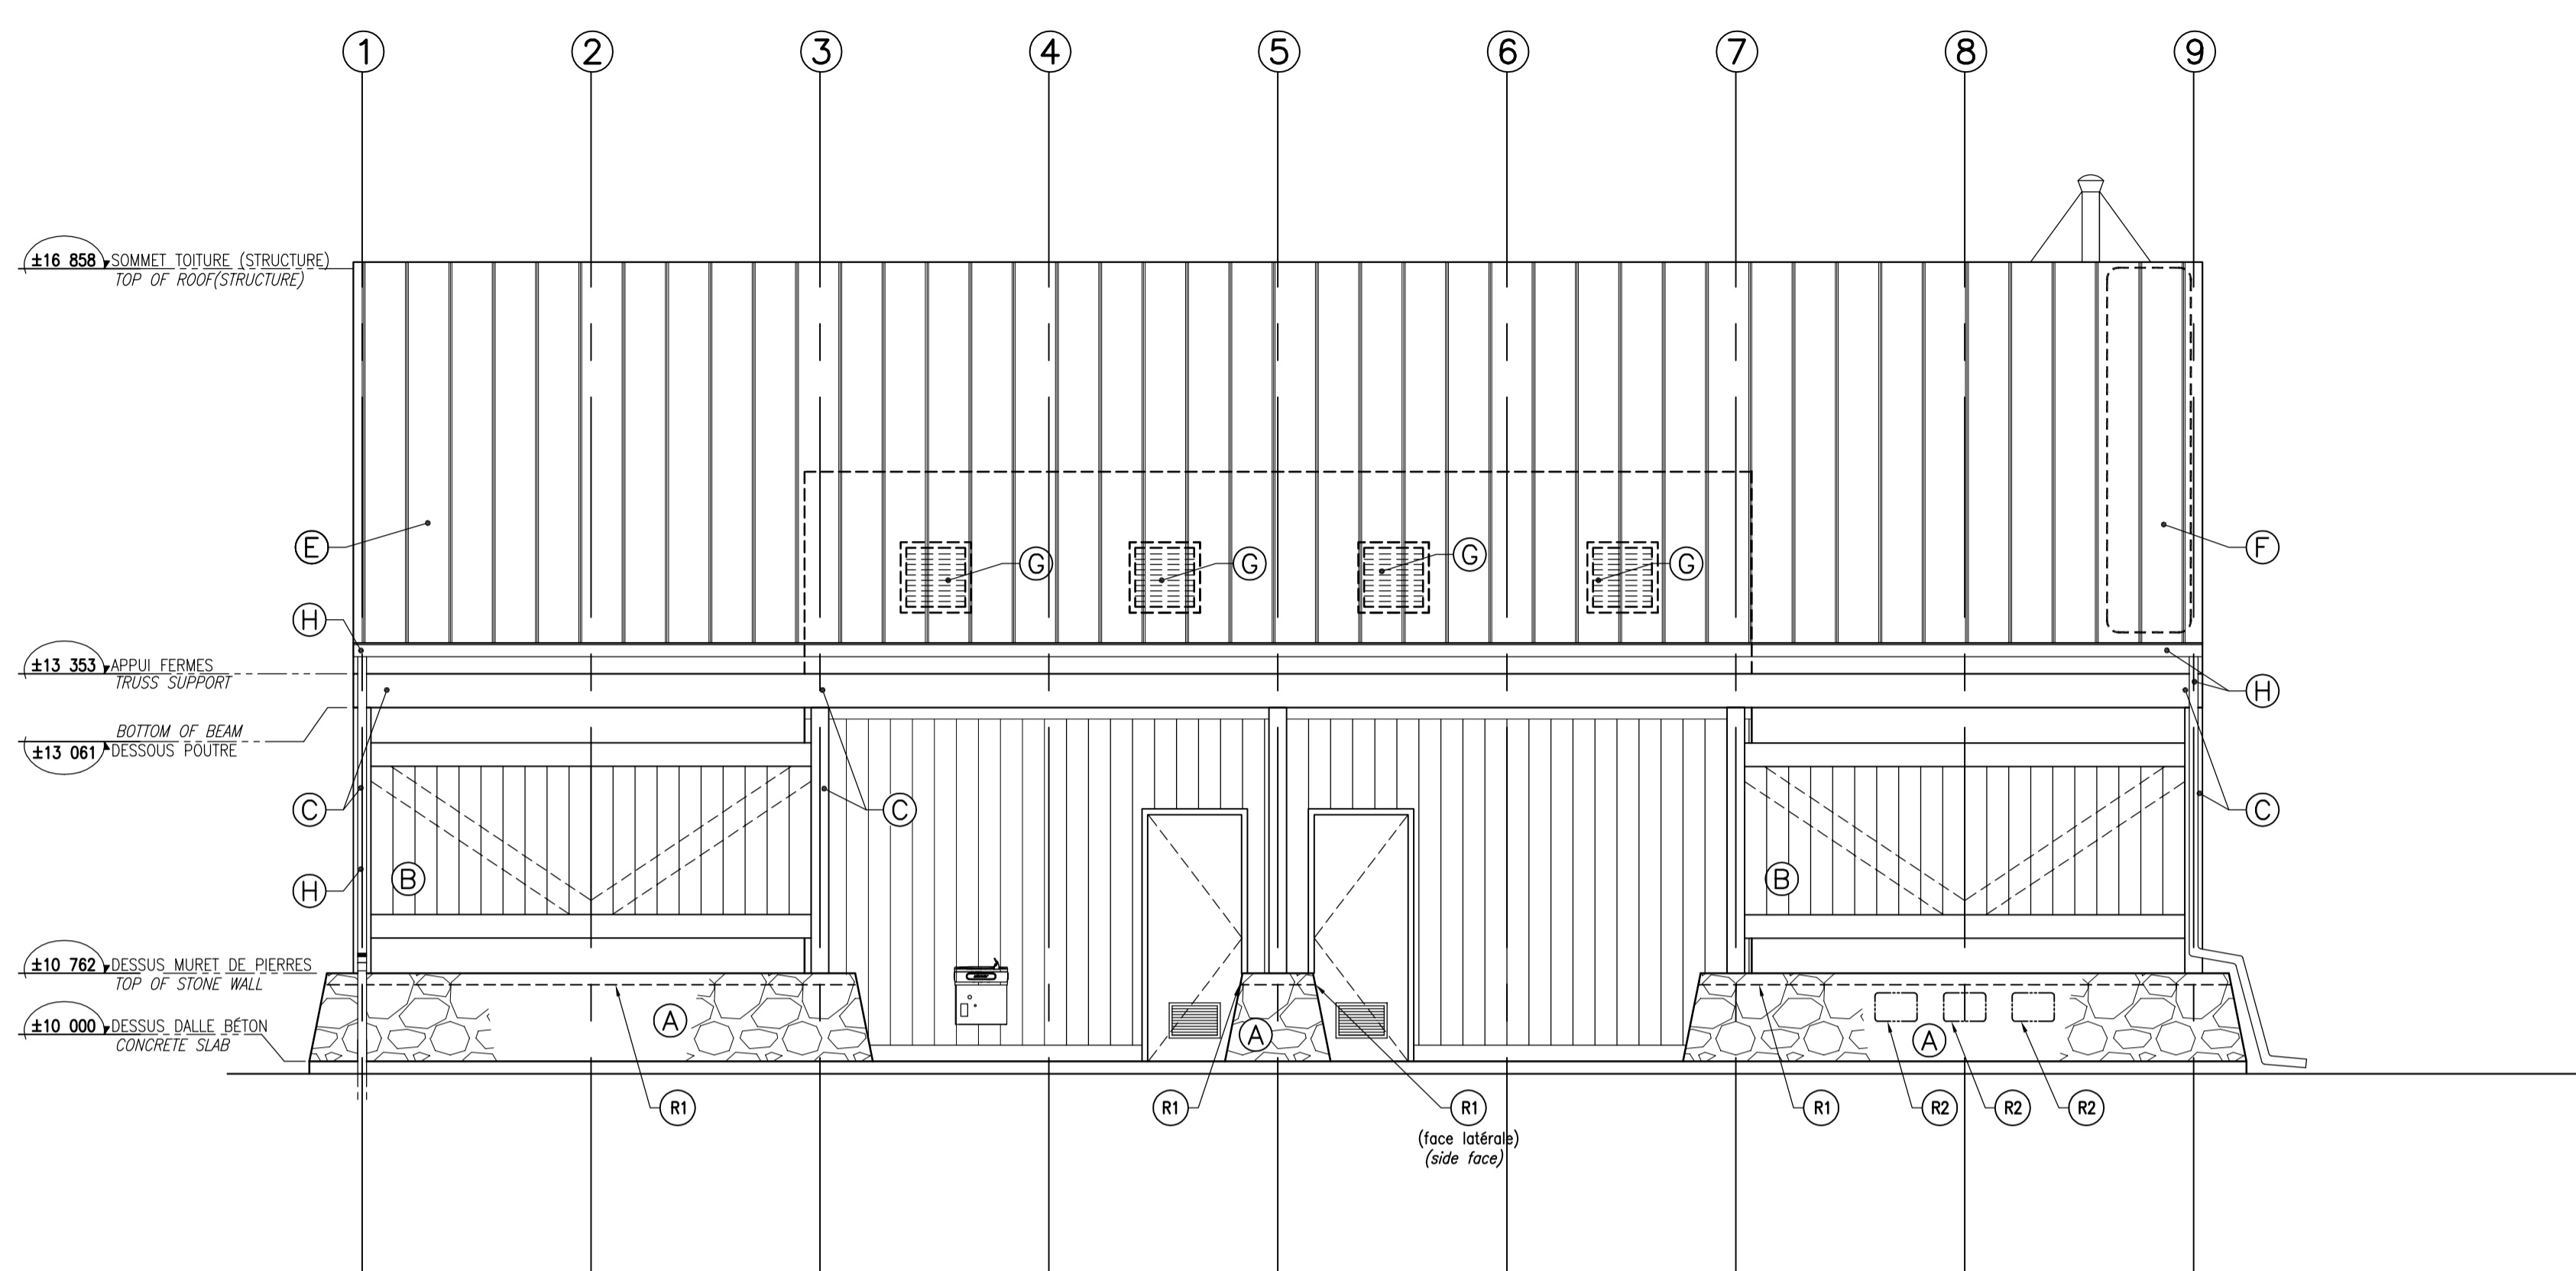 1 2 3 4 5 6 7 8 9
±16 858 SOMMET TOITURE (STRUCTURE)
TOP OF ROOF(STRUCTURE)
E G G G G F
H
±13 353 APPUI FERMES
TRUSS SUPPORT
H
BOTTOM OF BEAM
±13 061 DESSOUS POUTRE
C C C
B B
H
±10 762 DESSUS MURET DE PIERRES
TOP OF STONE WALL
±10 000 DESSUS DALLE BÉTON
CONCRETE SLAB
A A A
R1 R1 R1 R1 R2 R2 R2
(face latérale)
(side face)